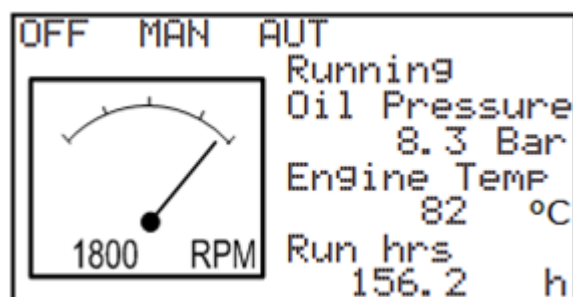 OFF MAN AUT
Running
Oil Pressure
8.3 Bar
Engine Temp
82 ºC
Run hrs
156.2 h
1800 RPM